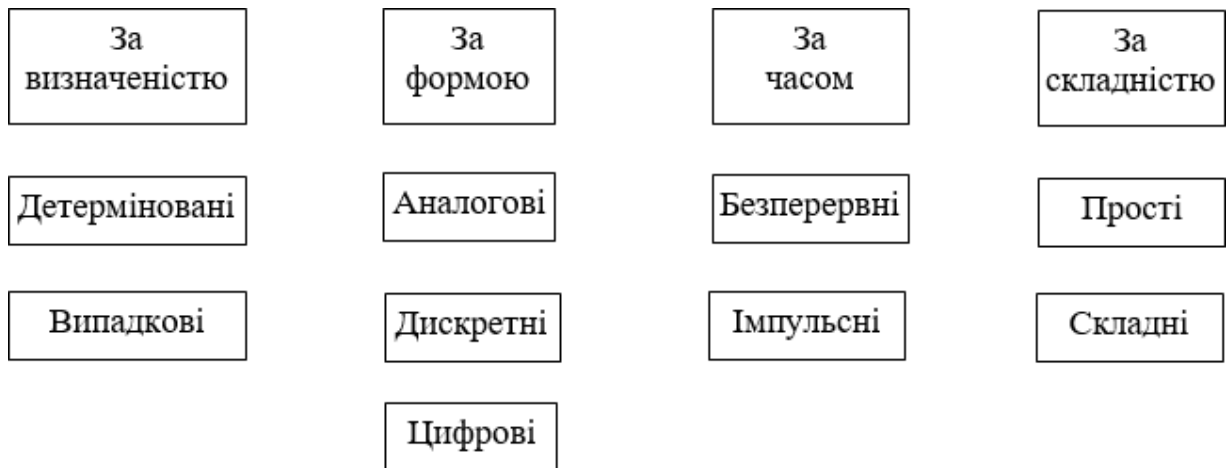 За
визначеністю
За
формою
За
часом
За
складністю
Детерміновані
Аналогові
Безперервні
Прості
Випадкові
Дискретні
Імпульсні
Складні
Цифрові